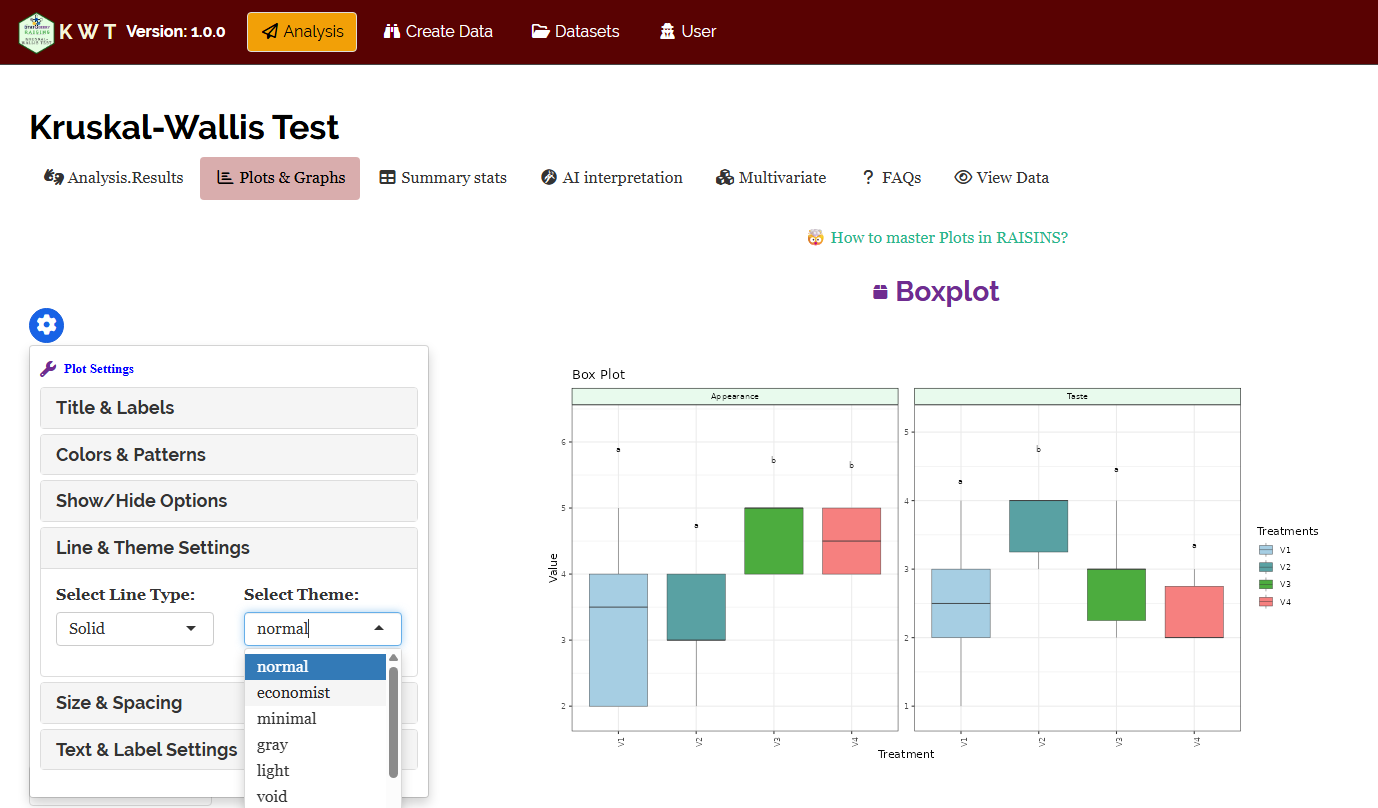 K W T Version: 1.0.0 Analysis Create Data Datasets User
Kruskal-Wallis Test
Analysis.Results Plots & Graphs Summary stats AI interpretation Multivariate FAQs View Data
How to master Plots in RAISINS?
Boxplot
Plot Settings
Title & Labels
Colors & Patterns
Show/Hide Options
Line & Theme Settings
Select Line Type: Select Theme:
Solid normal
normal
economist
minimal
gray
light
void
Size & Spacing
Text & Label Settings
Box Plot
Appearance Taste
Value
6
5
4
3
2
a
a
b
b
5
4
3
2
1
a
b
a
a
V1 V2 V3 V4 V1 V2 V3 V4
Treatment
Treatments
V1
V2
V3
V4